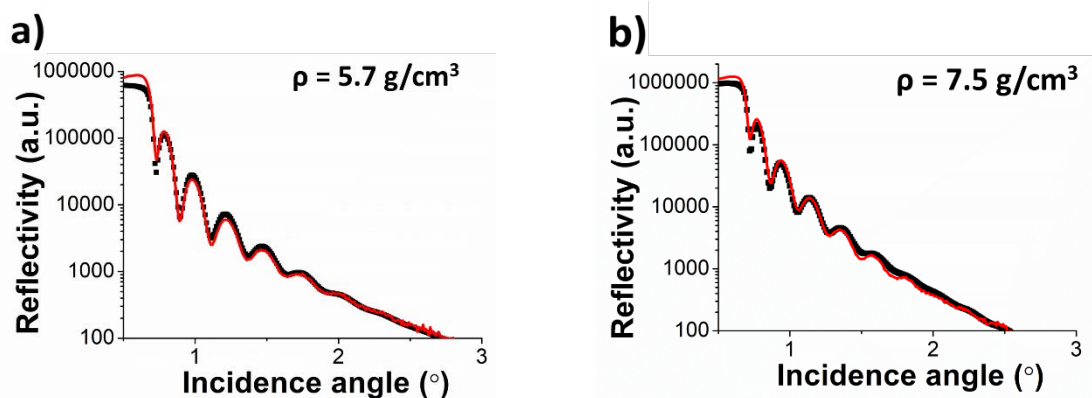 a)
ρ = 5.7 g/cm³
Reflectivity (a.u.)
1000000
100000
10000
1000
100
1
2
3
Incidence angle (°)
b)
ρ = 7.5 g/cm³
Reflectivity (a.u.)
1000000
100000
10000
1000
100
1
2
3
Incidence angle (°)